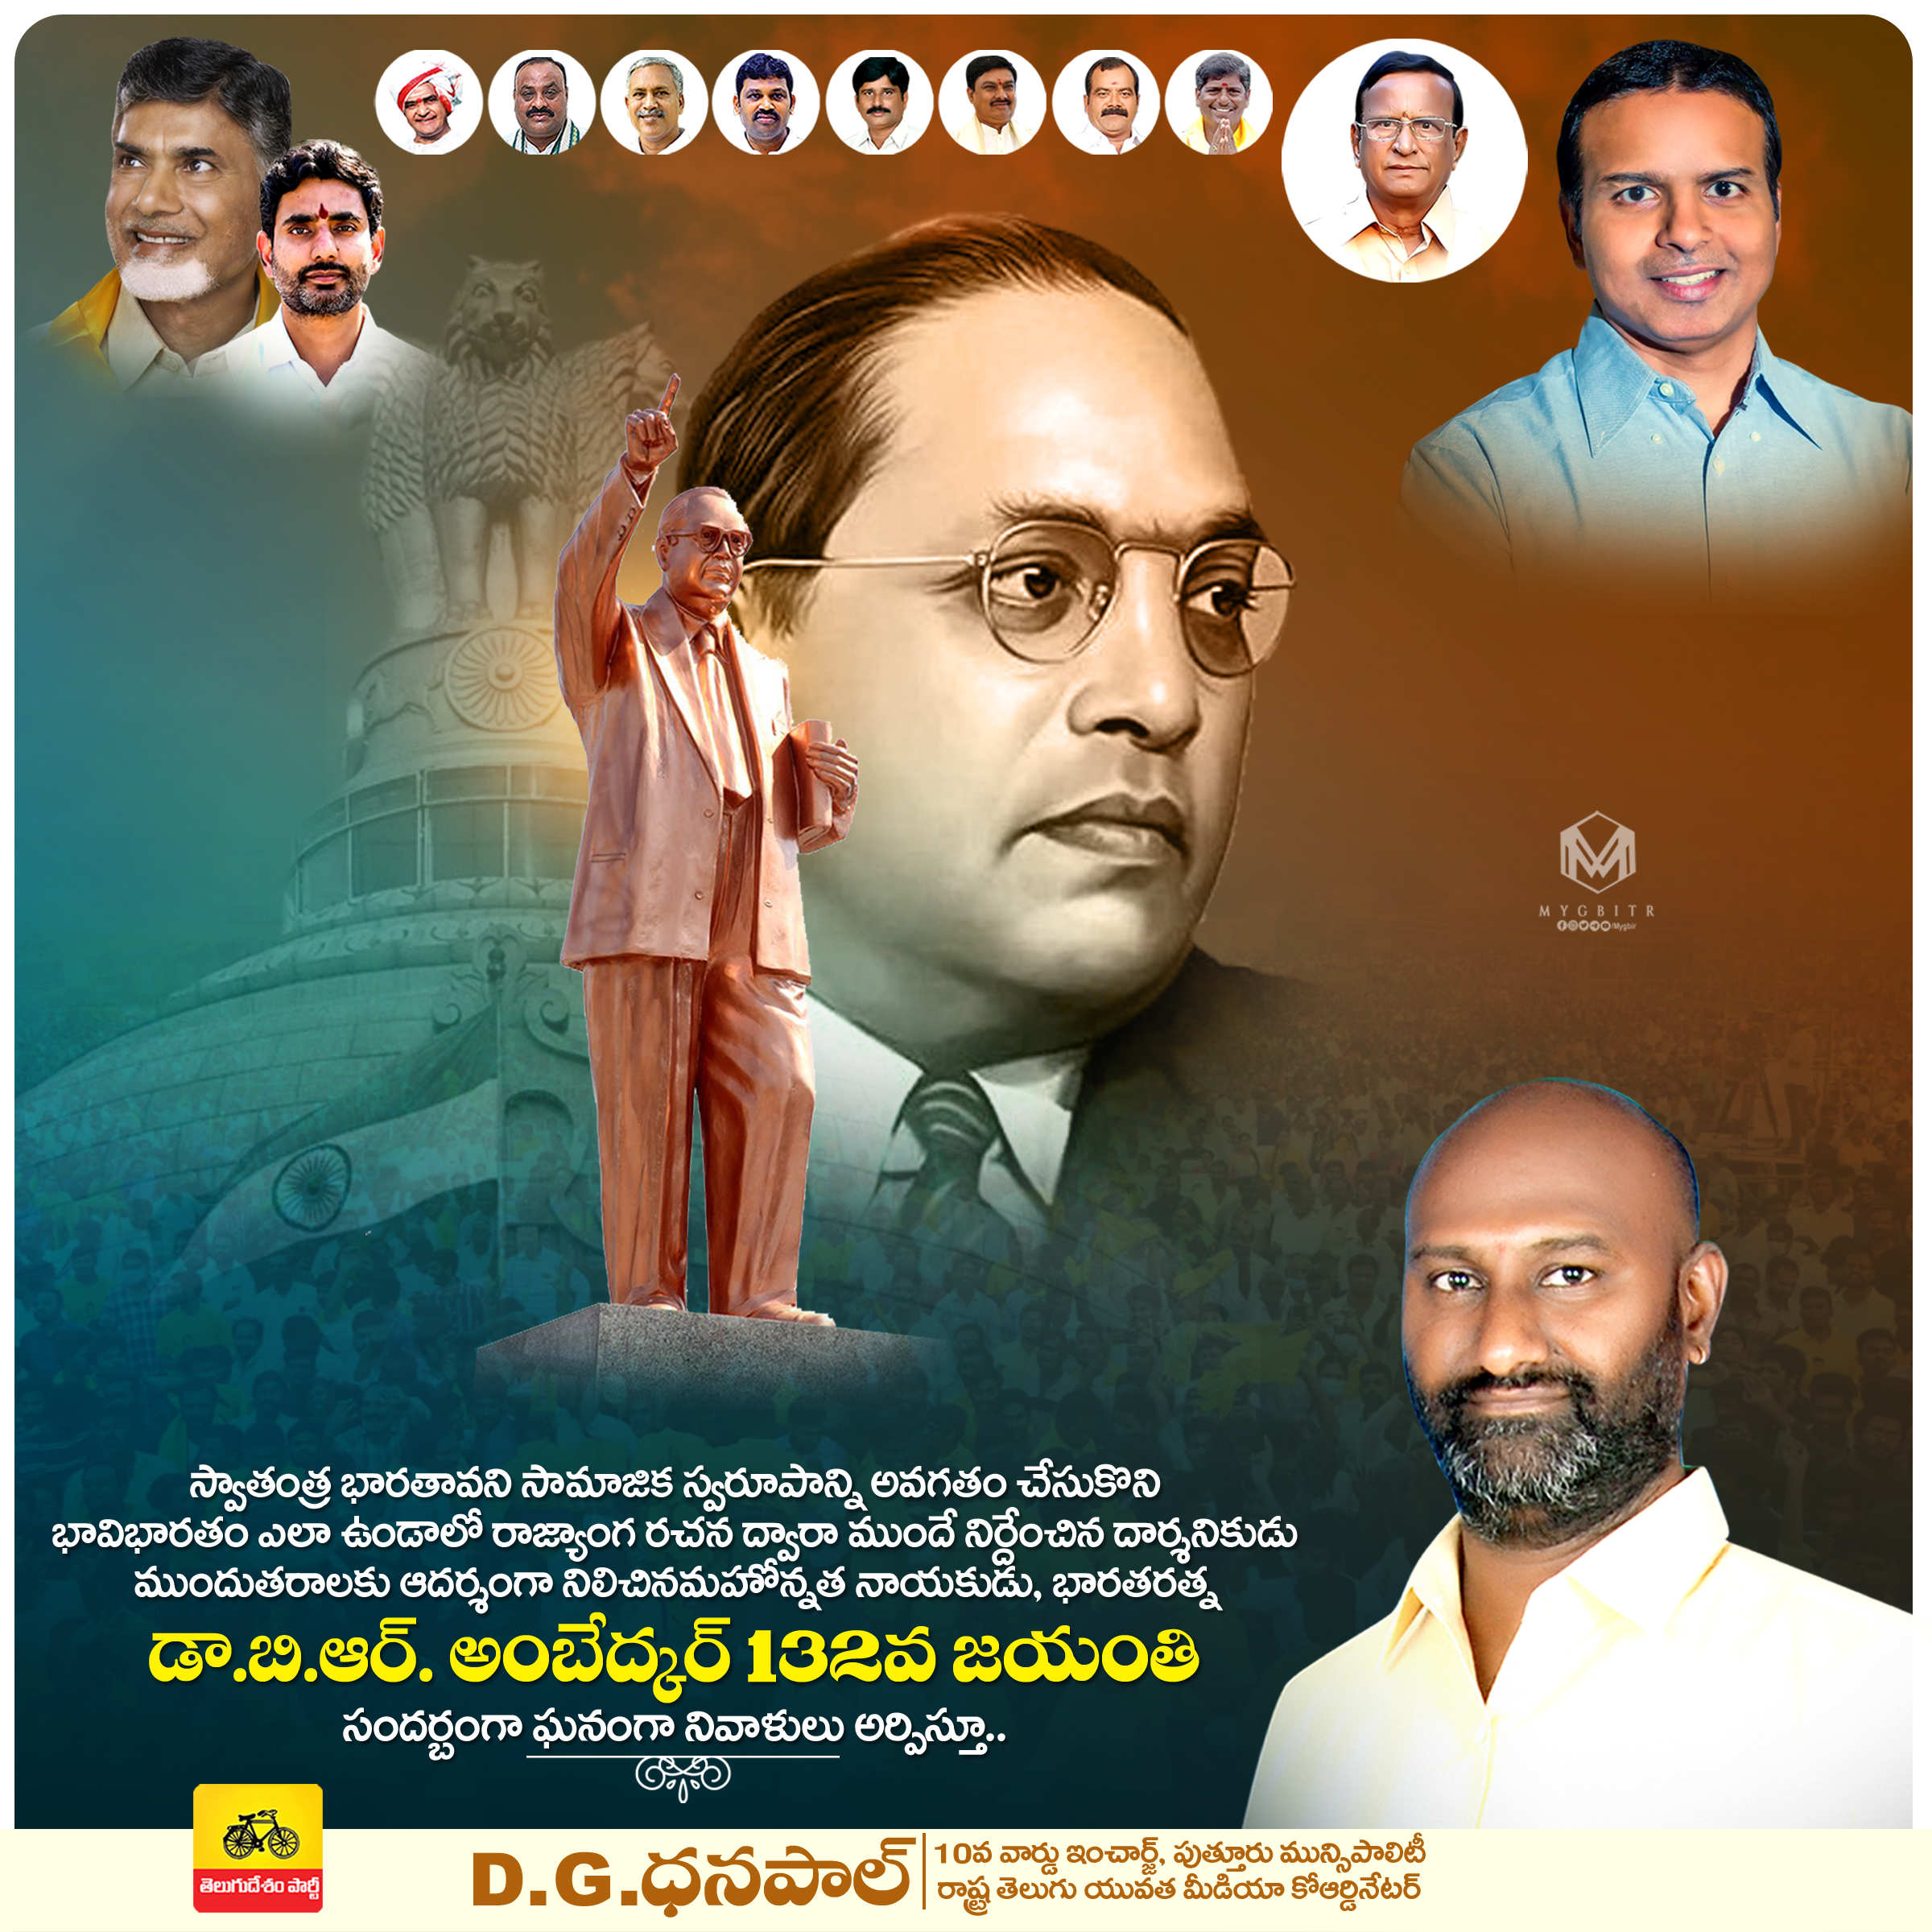 MYGBITR
/Mygbir
స్వాతంత్ర భారతావని సామాజిక స్వరూపాన్ని అవగతం చేసుకొని
భావిభారతం ఎలా ఉండాలో రాజ్యాంగ రచన ద్వారా ముందే నిర్దేంచిన దార్శనికుడు
ముందుతరాలకు ఆదర్శంగా నిలిచినమహోన్నత నాయకుడు, భారతరత్న
డా.బి.ఆర్. అంబేద్కర్ 132వ జయంతి
సందర్బంగా ఘనంగా నివాళులు అర్పిస్తూ..
తెలుగుదేశం పార్టీ
D.G.ధనపాల్
10వ వార్డు ఇంచార్జ్, పుత్తూరు మున్సిపాలిటీ
రాష్ట్ర తెలుగు యువత మీడియా కోఆర్డినేటర్